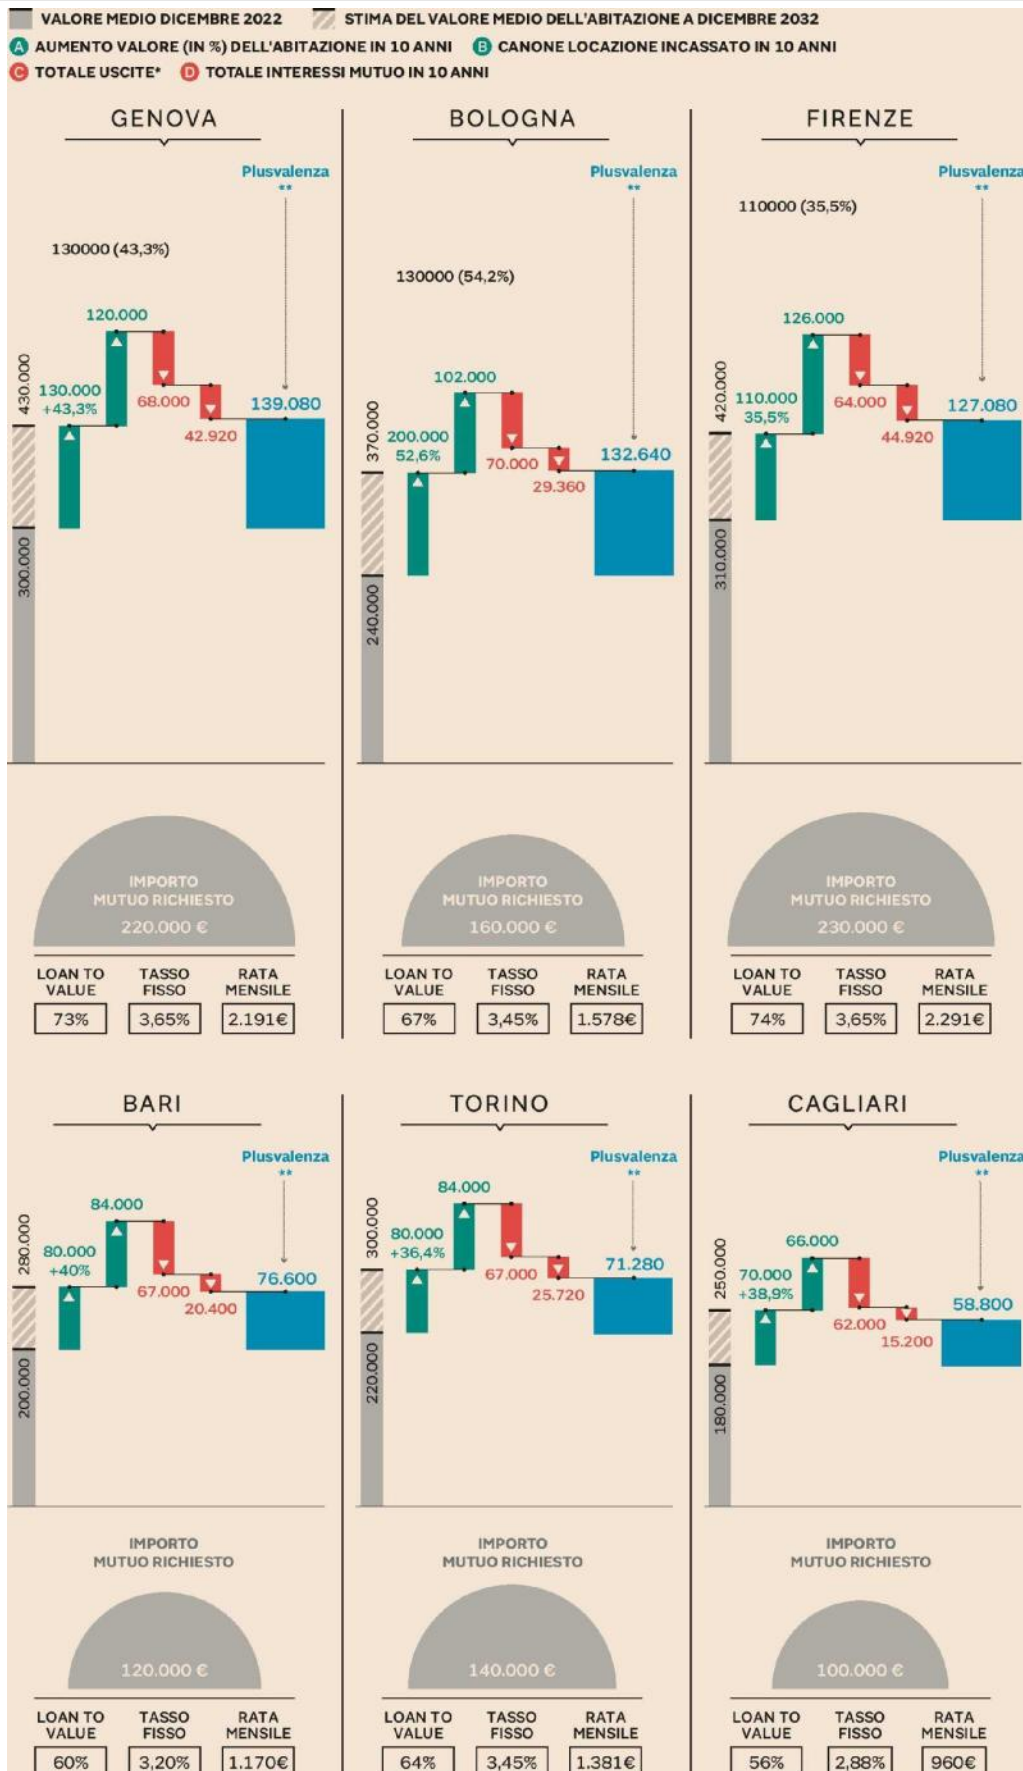 VALORE MEDIO DICEMBRE 2022
STIMA DEL VALORE MEDIO DELL'ABITAZIONE A DICEMBRE 2032
A AUMENTO VALORE (IN %) DELL'ABITAZIONE IN 10 ANNI
B CANONE LOCAZIONE INCASSATO IN 10 ANNI
C TOTALE USCITE*
D TOTALE INTERESSI MUTUO IN 10 ANNI
GENOVA
Plusvalenza
**
130000 (43,3%)
120.000
430.000
130.000
+43,3%
68.000
42.920
139.080
300.000
IMPORTO
MUTUO RICHIESTO
220.000 €
LOAN TO
VALUE
73%
TASSO
FISSO
3,65%
RATA
MENSILE
2.191€
BOLOGNA
Plusvalenza
**
130000 (54,2%)
102.000
370.000
200.000
52,6%
70.000
29.360
132.640
240.000
IMPORTO
MUTUO RICHIESTO
160.000 €
LOAN TO
VALUE
67%
TASSO
FISSO
3,45%
RATA
MENSILE
1.578€
FIRENZE
Plusvalenza
**
110000 (35,5%)
126.000
420.000
110.000
35,5%
64.000
44.920
127.080
310.000
IMPORTO
MUTUO RICHIESTO
230.000 €
LOAN TO
VALUE
74%
TASSO
FISSO
3,65%
RATA
MENSILE
2.291€
BARI
Plusvalenza
**
84.000
280.000
80.000
+40%
67.000
20.400
76.600
200.000
IMPORTO
MUTUO RICHIESTO
120.000 €
LOAN TO
VALUE
60%
TASSO
FISSO
3,20%
RATA
MENSILE
1.170€
TORINO
Plusvalenza
**
84.000
300.000
80.000
+36,4%
67.000
25.720
71.280
220.000
IMPORTO
MUTUO RICHIESTO
140.000 €
LOAN TO
VALUE
64%
TASSO
FISSO
3,45%
RATA
MENSILE
1.381€
CAGLIARI
Plusvalenza
**
66.000
250.000
70.000
+38,9%
62.000
15.200
58.800
180.000
IMPORTO
MUTUO RICHIESTO
100.000 €
LOAN TO
VALUE
56%
TASSO
FISSO
2,88%
RATA
MENSILE
960€